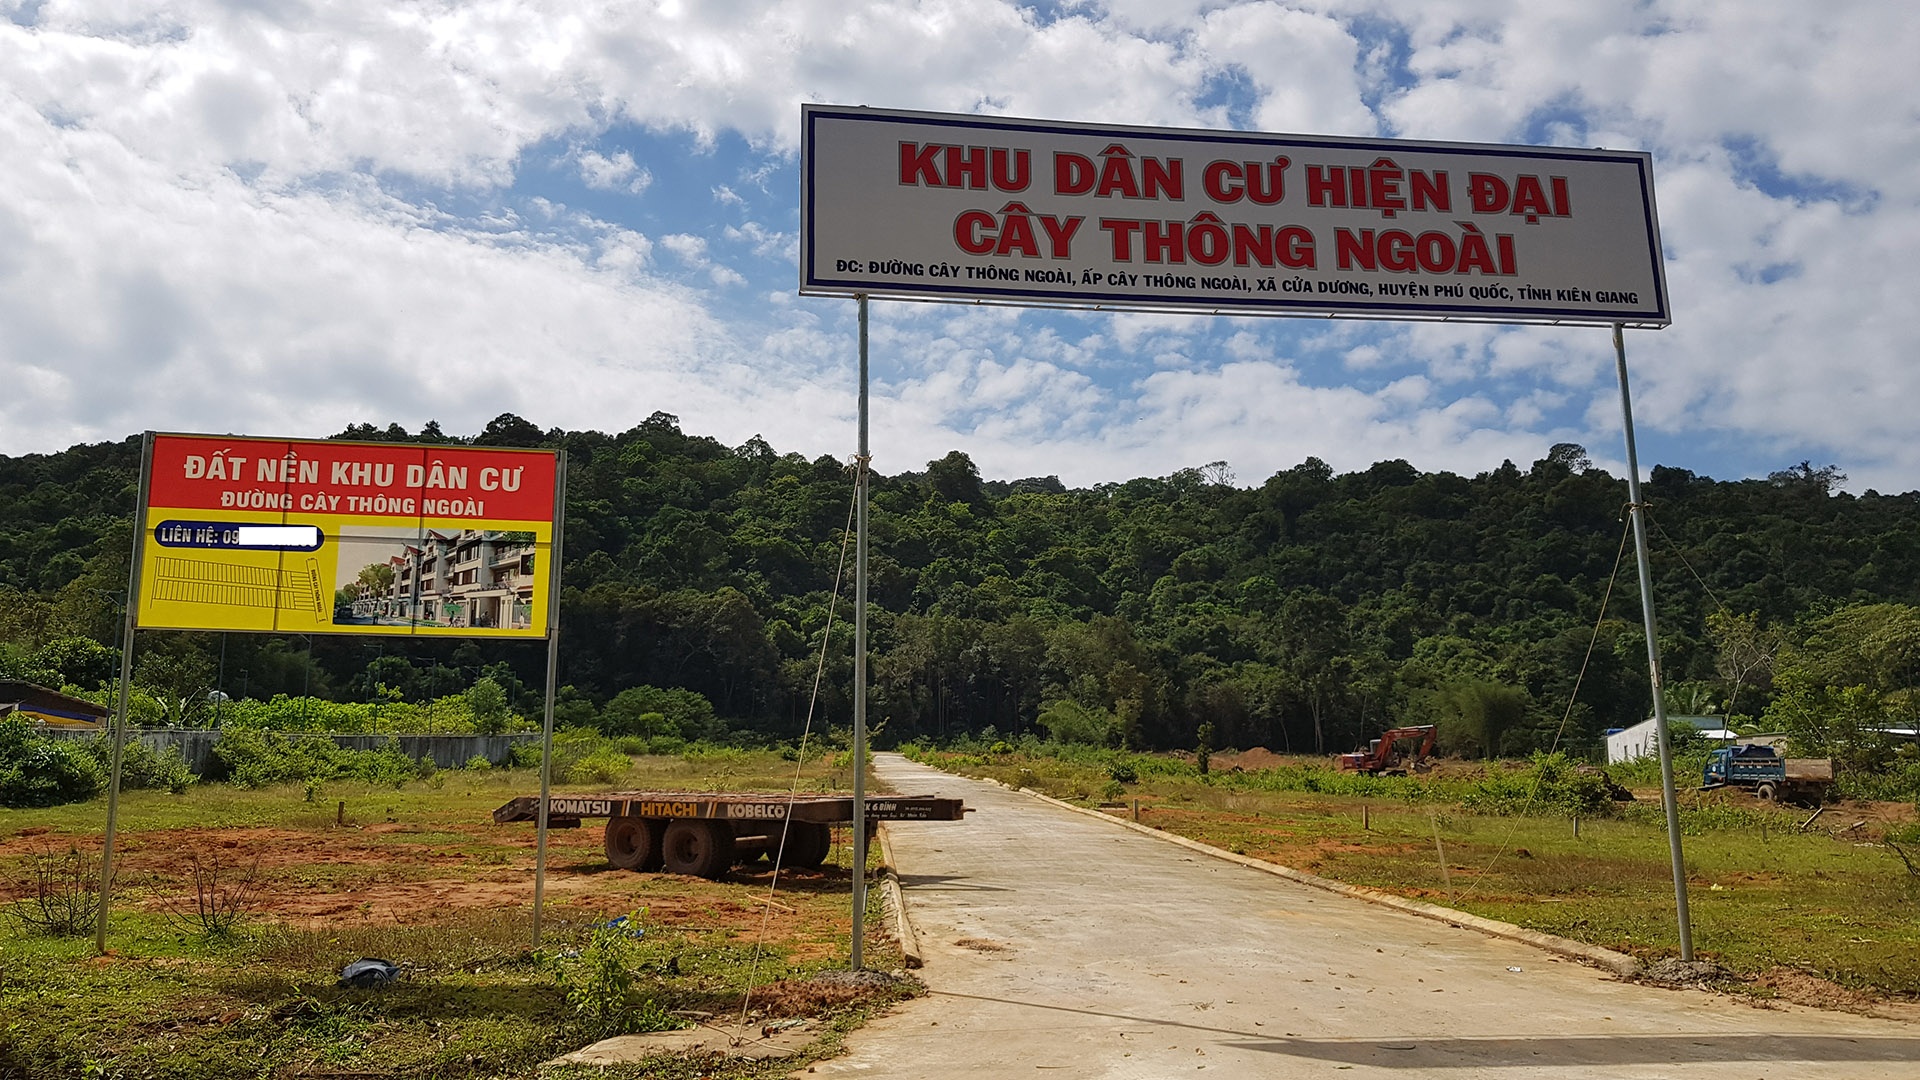 KHU DÂN CƯ HIỆN ĐẠI
CÂY THÔNG NGOÀI
ĐC: ĐƯỜNG CÂY THÔNG NGOÀI, ẤP CÂY THÔNG NGOÀI, XÃ CỬA DƯƠNG, HUYỆN PHÚ QUỐC, TỈNH KIÊN GIANG
ĐẤT NỀN KHU DÂN CƯ
ĐƯỜNG CÂY THÔNG NGOÀI
LIÊN HỆ: 09
KOMATSU // HITACHI // KOBELCO